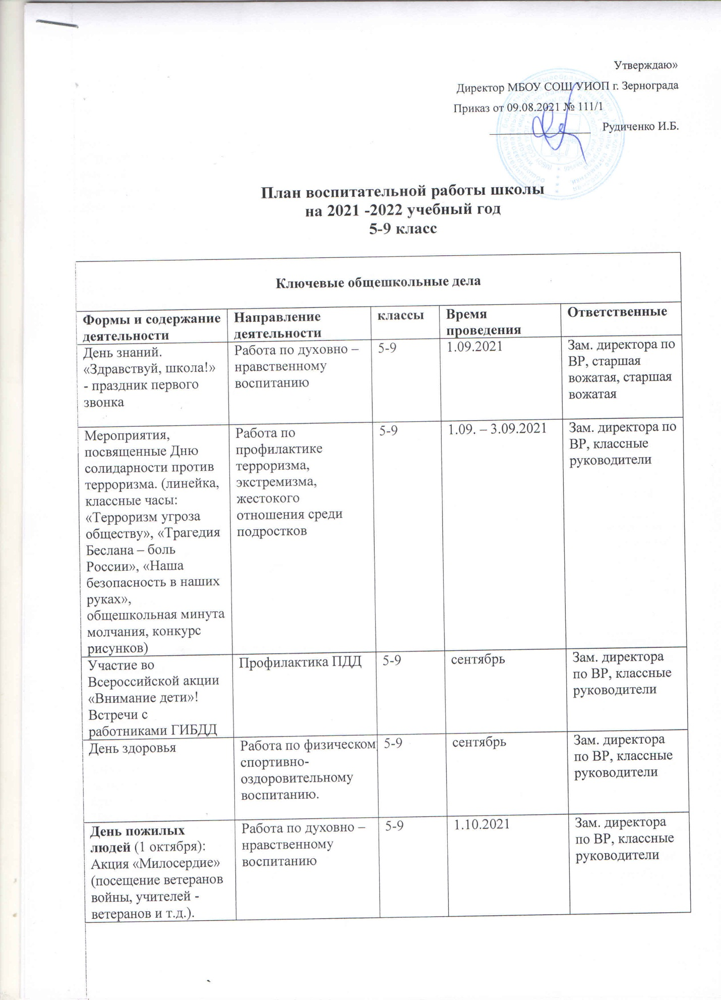 Утверждаю»
Директор МБОУ СОШ УИОП г. Зернограда
Приказ от 09.08.2021 № 111/1
Рудиченко И.Б.
План воспитательной работы школы
на 2021 -2022 учебный год
5-9 класс
Ключевые общешкольные дела
Формы и содержание
деятельности
Направление
деятельности
классы
Время
проведения
Ответственные
День знаний.
«Здравствуй, школа!»
- праздник первого
звонка
Работа по духовно –
нравственному
воспитанию
5-9
1.09.2021
Зам. директора по
ВР, старшая
вожатая, старшая
вожатая
Мероприятия,
посвященные Дню
солидарности против
терроризма. (линейка,
классные часы:
«Терроризм угроза
обществу», «Трагедия
Беслана – боль
России», «Наша
безопасность в наших
руках»,
общешкольная минута
молчания, конкурс
рисунков)
Работа по
профилактике
терроризма,
экстремизма,
жестокого
отношения среди
подростков
5-9
1.09. – 3.09.2021
Зам. директора по
ВР, классные
руководители
Участие во
Всероссийской акции
«Внимание дети»!
Встречи с
работниками ГИБДД
Профилактика ПДД
5-9
сентябрь
Зам. директора
по ВР, классные
руководители
День здоровья
Работа по физическом
спортивно-
оздоровительному
воспитанию.
5-9
сентябрь
Зам. директора
по ВР, классные
руководители
День пожилых
людей (1 октября):
Акция «Милосердие»
(посещение ветеранов
войны, учителей -
ветеранов и т.д.).
Работа по духовно –
нравственному
воспитанию
5-9
1.10.2021
Зам. директора
по ВР, классные
руководители